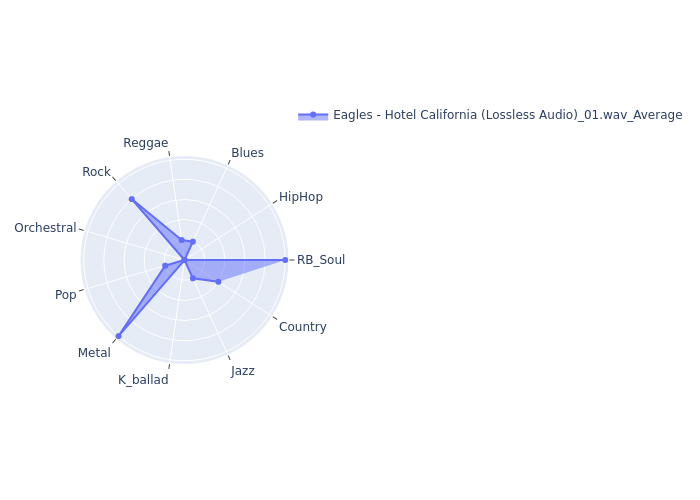 Eagles - Hotel California (Lossless Audio)_01.wav_Average
Reggae
Blues
Rock
HipHop
Orchestral
RB_Soul
Pop
Country
Metal
Jazz
K_ballad